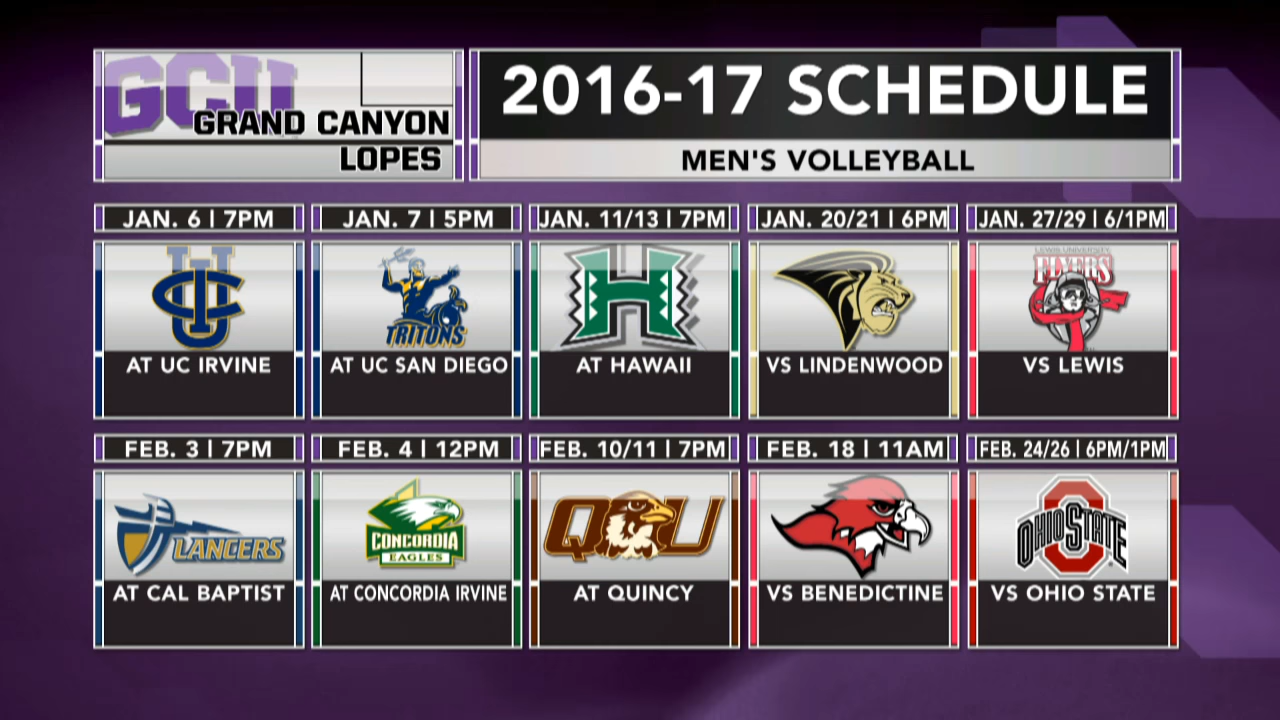 GCU
GRAND CANYON
LOPES
2016-17 SCHEDULE
MEN'S VOLLEYBALL
JAN. 6 | 7PM
UCI
AT UC IRVINE
JAN. 7 | 5PM
TRITONS
AT UC SAN DIEGO
JAN. 11/13 | 7PM
H
AT HAWAII
JAN. 20/21 | 6PM
VS LINDENWOOD
JAN. 27/29 | 6/1PM
LEWIS UNIVERSITY
FLYERS
VS LEWIS
FEB. 3 | 7PM
LANCERS
AT CAL BAPTIST
FEB. 4 | 12PM
CONCORDIA
EAGLES
AT CONCORDIA IRVINE
FEB. 10/11 | 7PM
QU
AT QUINCY
FEB. 18 | 11AM
VS BENEDICTINE
FEB. 24/26 | 6PM/1PM
OHIO STATE
VS OHIO STATE